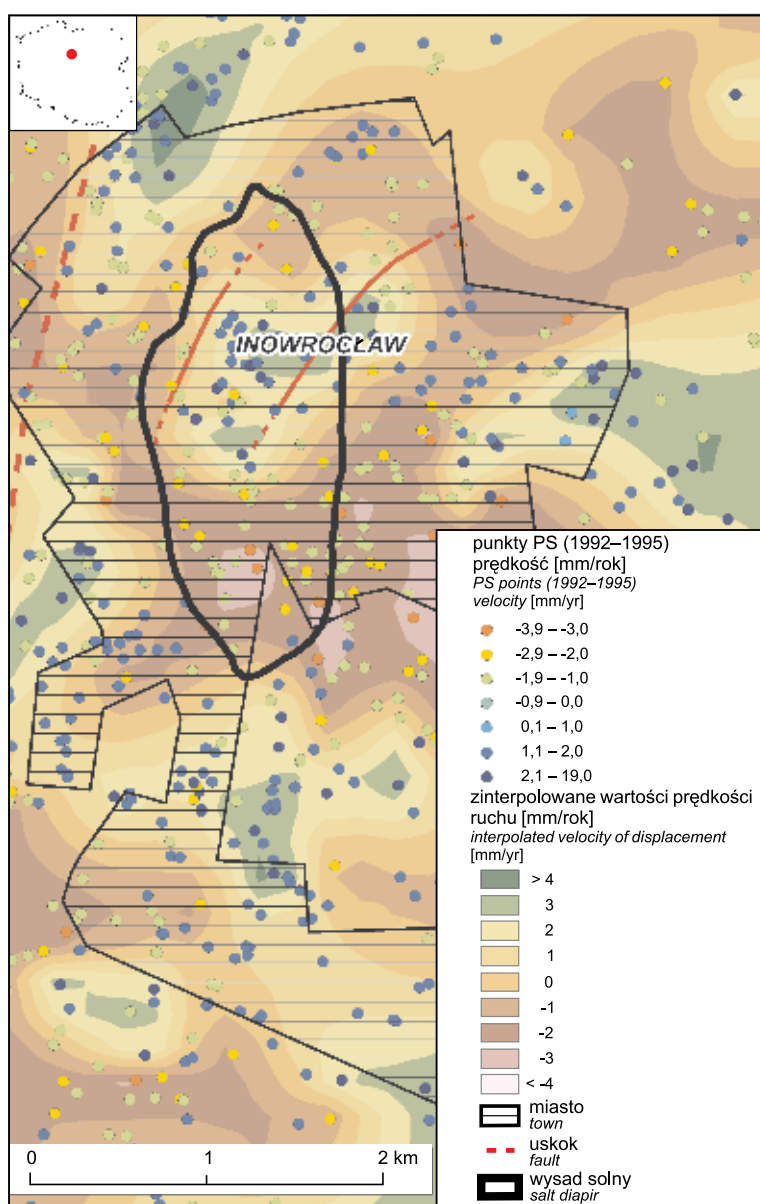 INOWROCŁAW
punkty PS (1992–1995)
prędkość [mm/rok]
PS points (1992–1995)
velocity [mm/yr]
-3,9 – -3,0
-2,9 – -2,0
-1,9 – -1,0
-0,9 – 0,0
0,1 – 1,0
1,1 – 2,0
2,1 – 19,0
zinterpolowane wartości prędkości
ruchu [mm/rok]
interpolated velocity of displacement
[mm/yr]
> 4
3
2
1
0
-1
-2
-3
< -4
miasto
town
uskok
fault
wysad solny
salt diapir
0 1 2 km